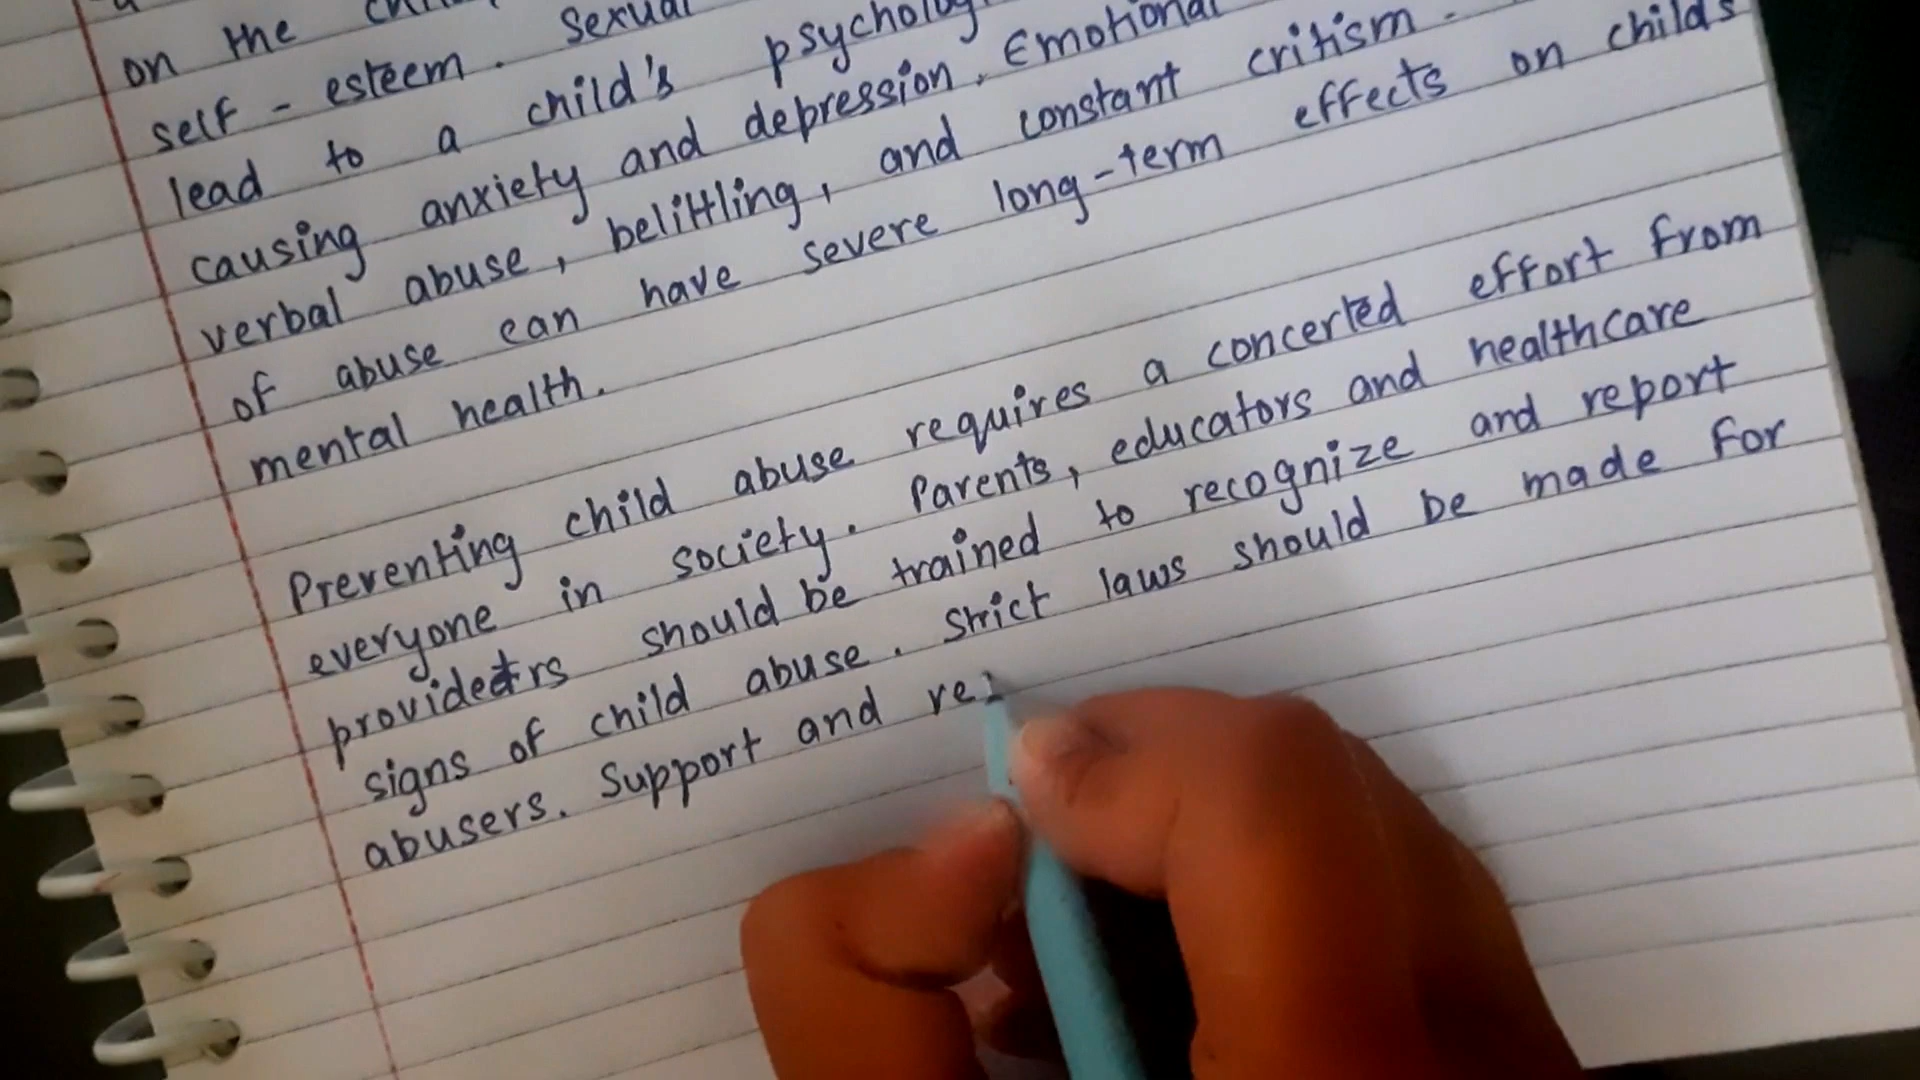 on the
self - esteem. Sexual
lead to a child's
causing anxiety and depression. Emotional
verbal abuse, belittling, and constant critism.
of abuse can have severe long-term effects on child's
mental health.
Preventing child abuse requires a concerted effort from
everyone in society. Parents, educators and healthcare
providers should be trained to recognize and report
signs of child abuse. Strict laws should be made for
abusers. Support and re